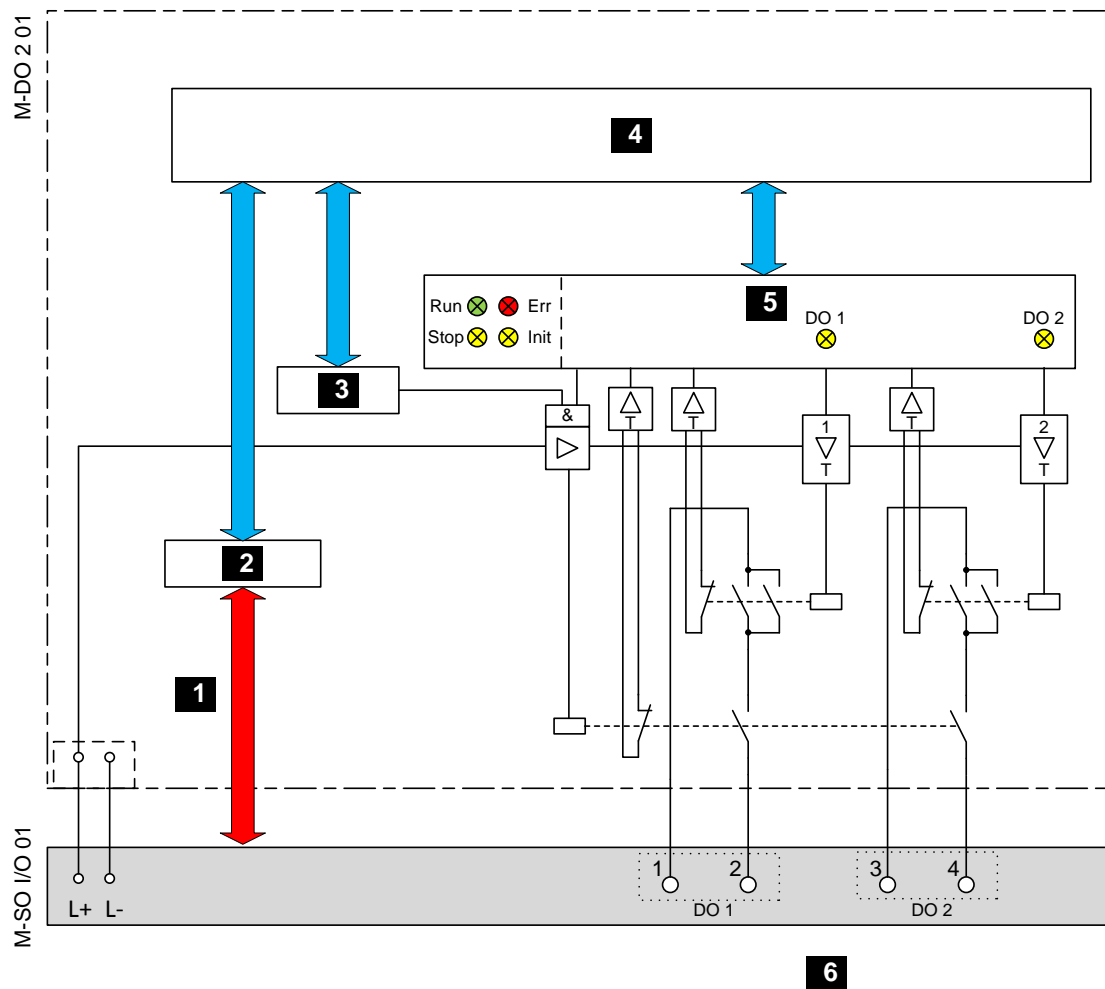 M-DO 2 01
4
5
Run Err
Stop Init
DO 1
DO 2
3
&
T
T
1
T
T
2
T
2
1
M-SO I/O 01
L+ L-
1 2
DO 1
3 4
DO 2
6